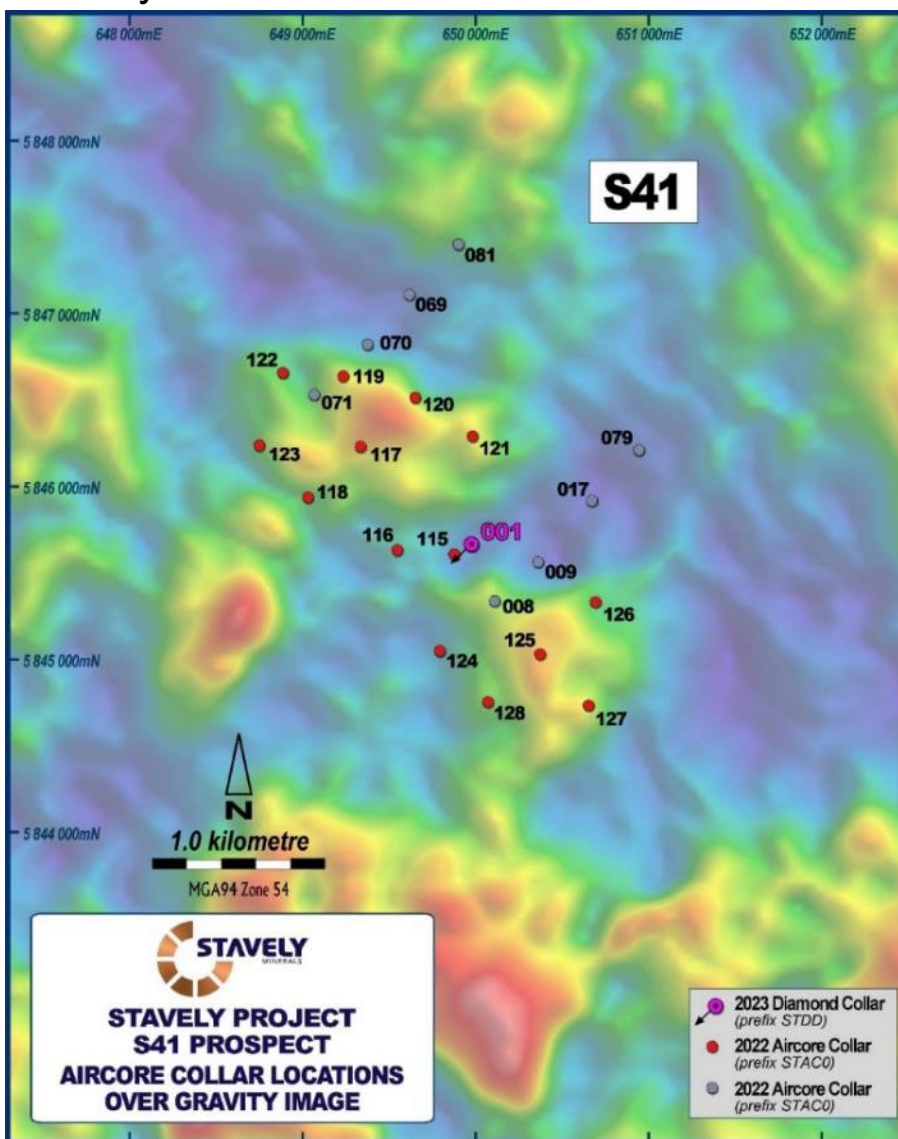 648 000mE 649 000mE 650 000mE 651 000mE 652 000mE
5 848 000mN
S41
081
069
5 847 000mN
070
122
119
071
120
079
121
123
117
5 846 000mN
017
118
001
116
115
009
008
126
125
5 845 000mN
124
128
127
N
5 844 000mN
1.0 kilometre
MGA94 Zone 54
STAVELY
MINERALS
STAVELY PROJECT
S41 PROSPECT
AIRCORE COLLAR LOCATIONS
OVER GRAVITY IMAGE
2023 Diamond Collar
(prefix STDD)
2022 Aircore Collar
(prefix STAC0)
2022 Aircore Collar
(prefix STAC0)